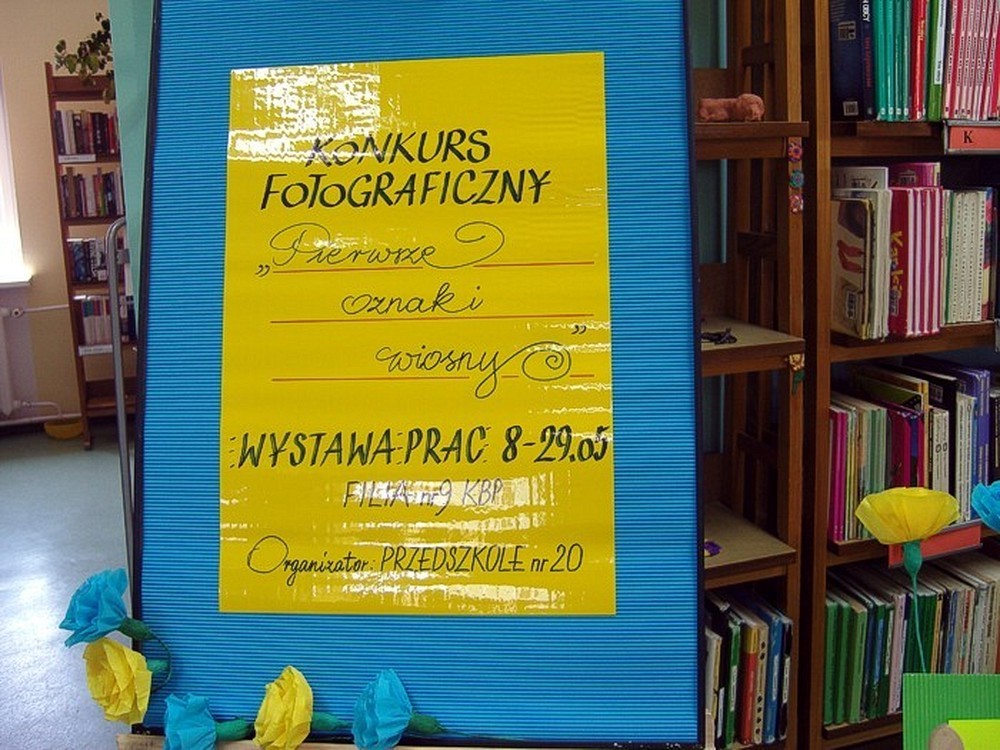 KONKURS
FOTOGRAFICZNY
„Pierwsze
oznaki
wiosny”
WYSTAWA PRAC 8-29.05
FILIA nr 9 KBP
Organizator: PRZEDSZKOLE nr 20
K